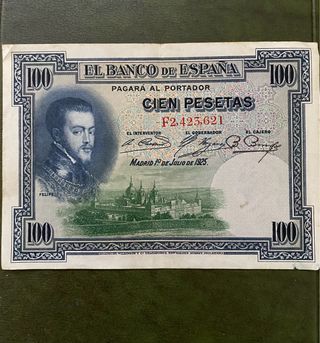 100 EL BANCO DE ESPAÑA 100
PAGARÁ AL PORTADOR
CIEN PESETAS
F2,423,621
EL INTERVENTOR EL GOBERNADOR EL CAJERO
MADRID 1º DE JULIO DE 1925.
FELIPE
100 100